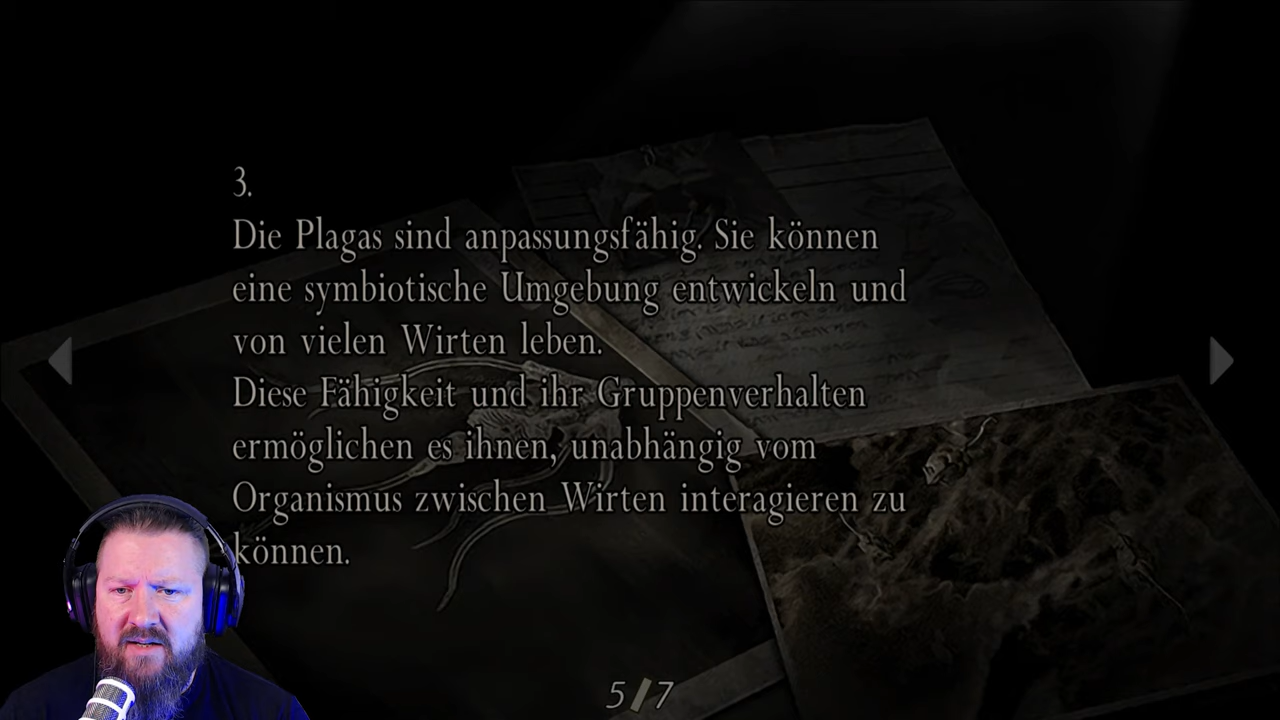 3.
Die Plagas sind anpassungsfähig. Sie können
eine symbiotische Umgebung entwickeln und
von vielen Wirten leben.
Diese Fähigkeit und ihr Gruppenverhalten
ermöglichen es ihnen, unabhängig vom
Organismus zwischen Wirten interagieren zu
können.
5/7